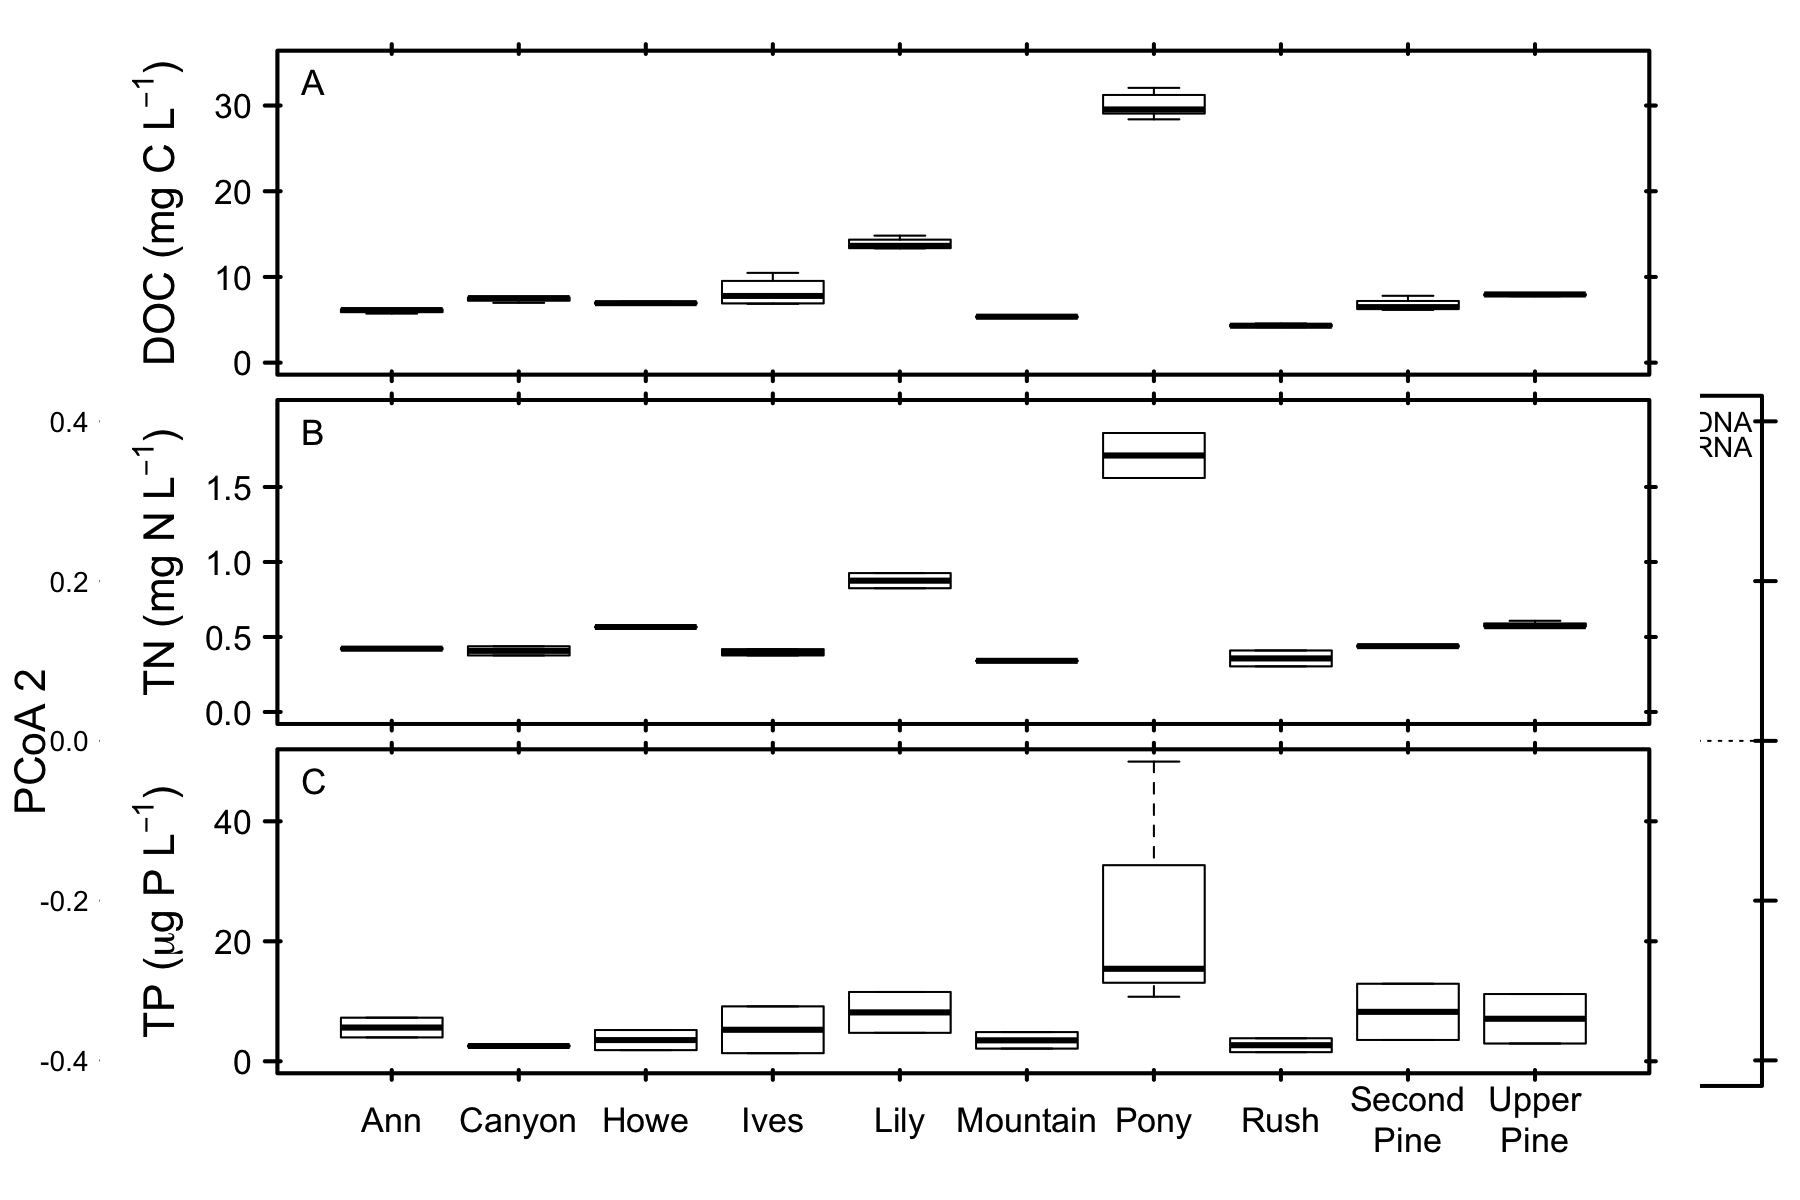 A
DOC (mg C L⁻¹)
30
20
10
0
B
TN (mg N L⁻¹)
1.5
1.0
0.5
0.0
C
TP (µg P L⁻¹)
40
20
0
Ann Canyon Howe Ives Lily Mountain Pony Rush Second Pine Upper Pine
PCoA 2
0.4
0.2
0.0
-0.2
-0.4
DNA
RNA